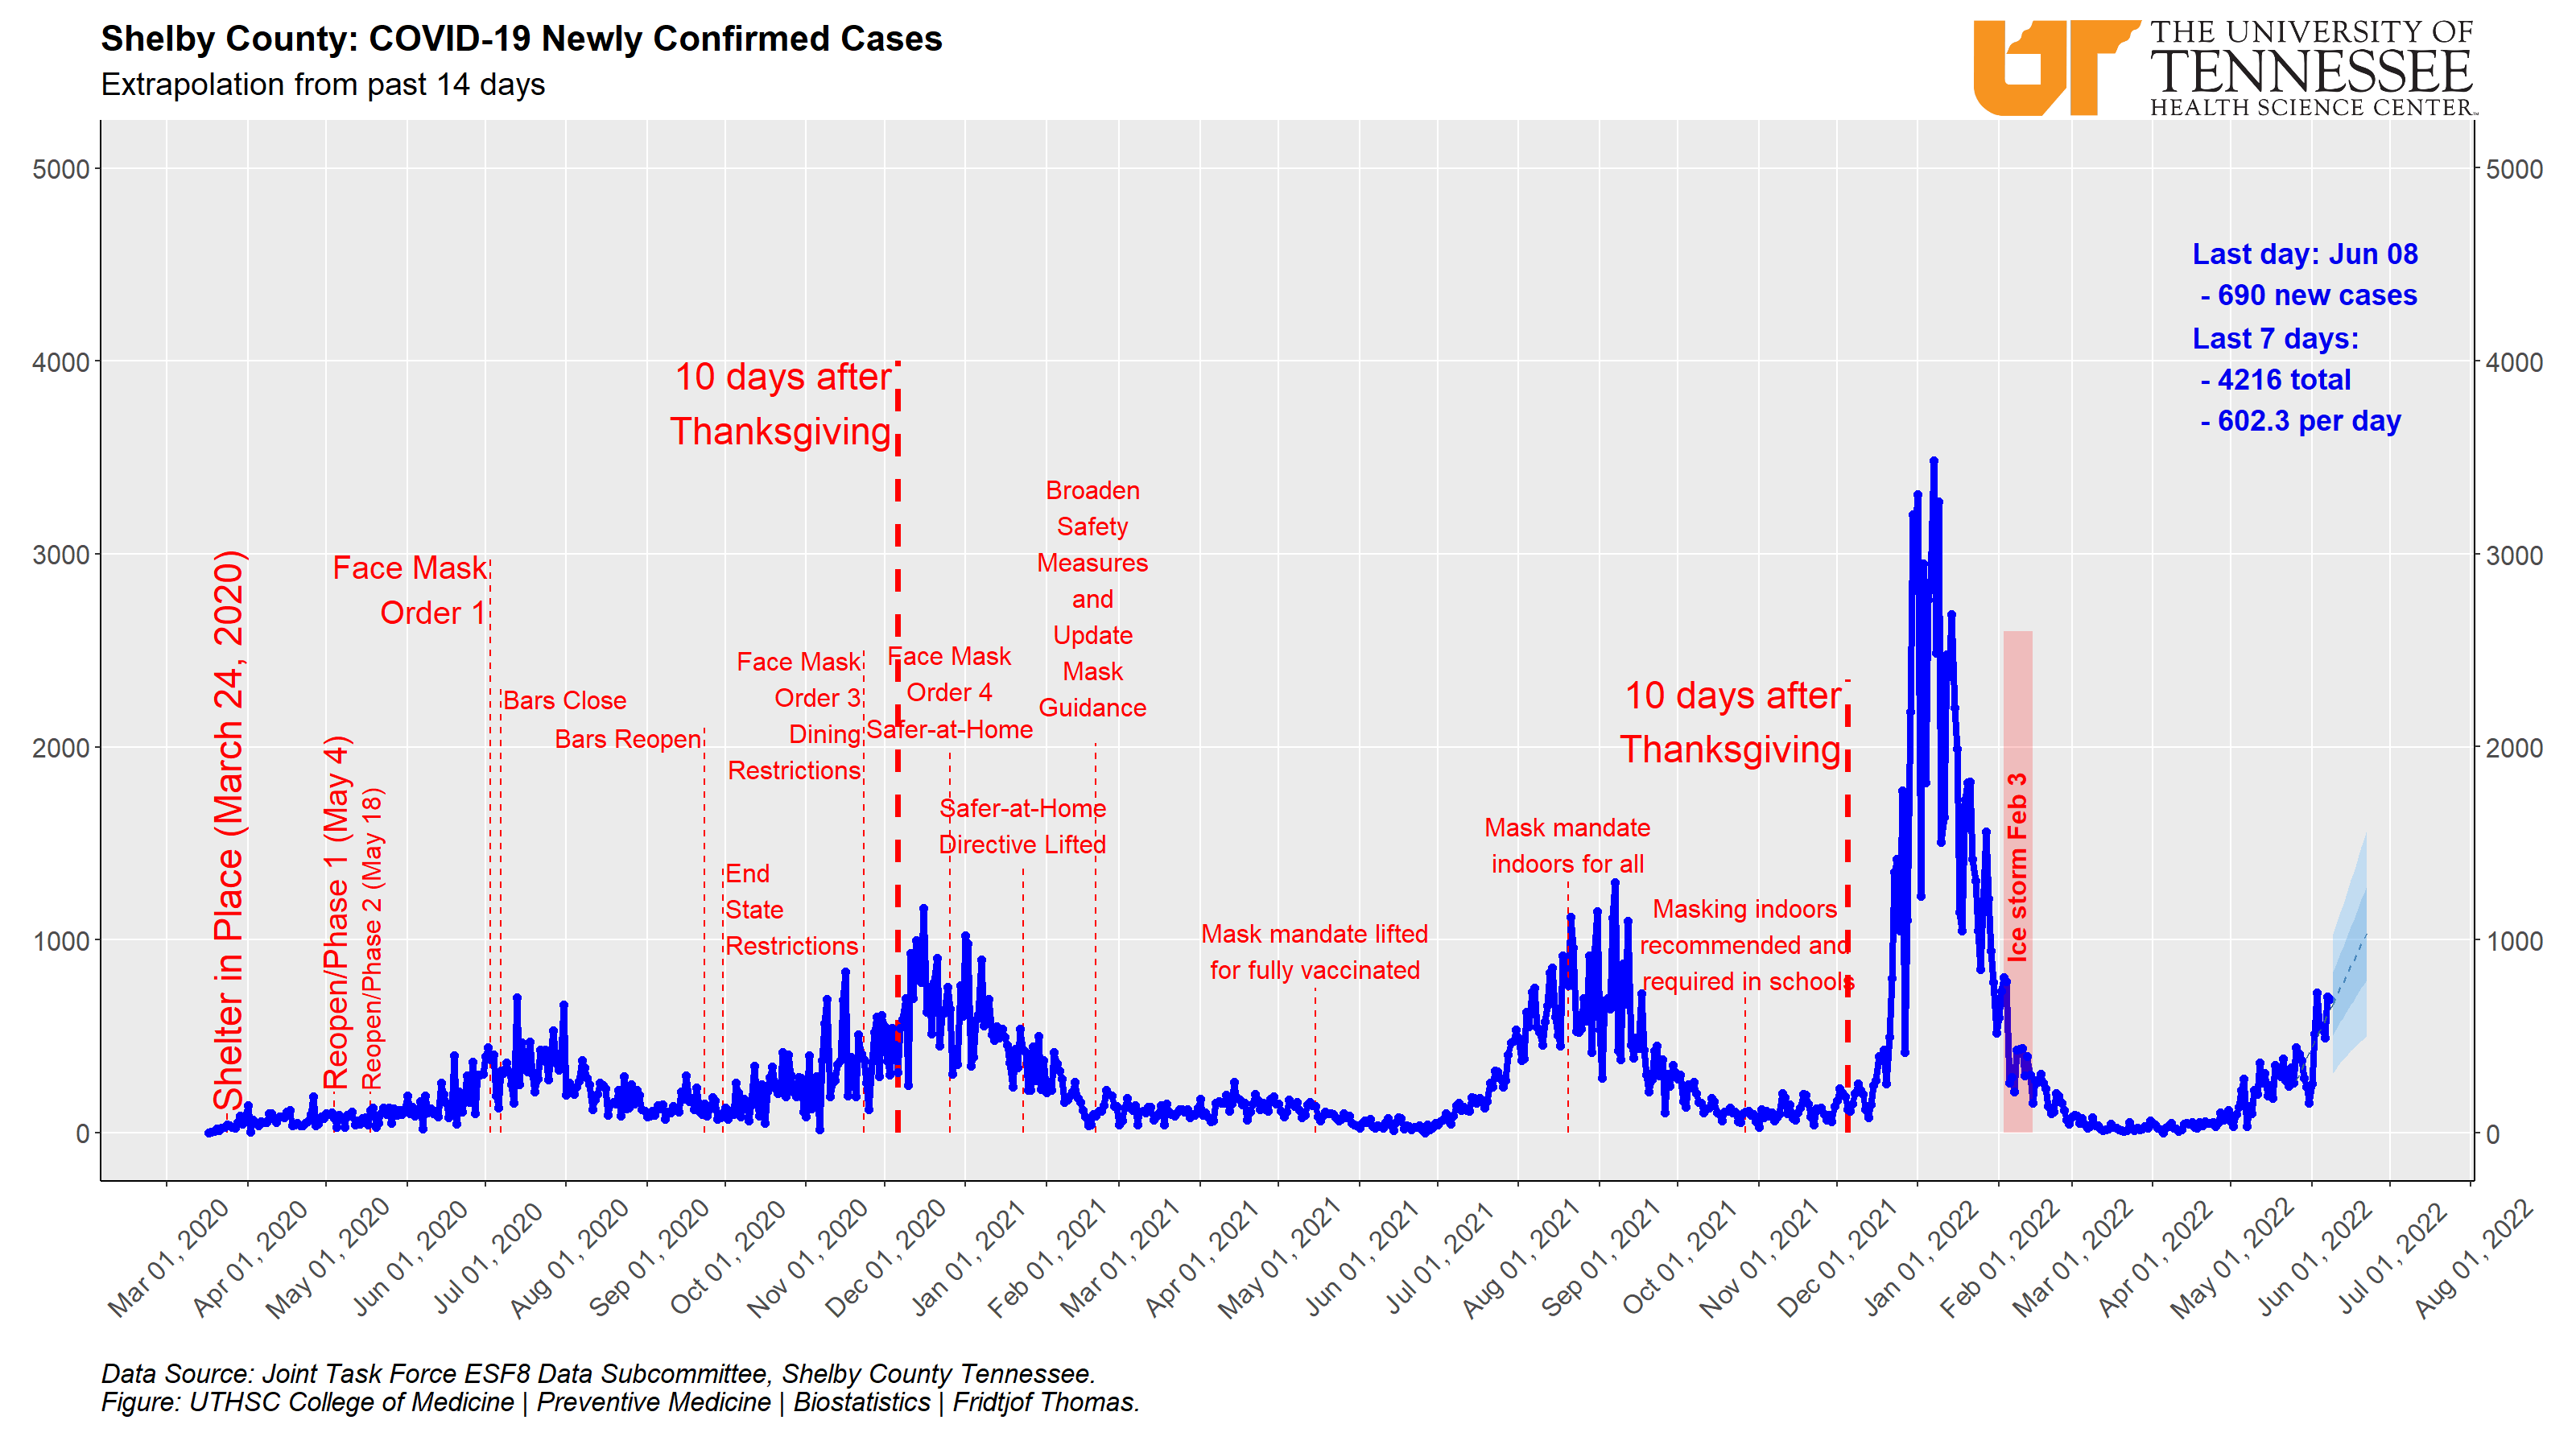 Shelby County: COVID-19 Newly Confirmed Cases
Extrapolation from past 14 days
UT
THE UNIVERSITY OF
TENNESSEE
HEALTH SCIENCE CENTER
5000
4000
3000
2000
1000
0
5000
4000
3000
2000
1000
0
Last day: Jun 08
- 690 new cases
Last 7 days:
- 4216 total
- 602.3 per day
Shelter in Place (March 24, 2020)
Reopen/Phase 1 (May 4)
Reopen/Phase 2 (May 18)
Face Mask
Order 1
Bars Close
Bars Reopen
End
State
Restrictions
Face Mask
Order 3
Dining
Restrictions
10 days after
Thanksgiving
Face Mask
Order 4
Safer-at-Home
Safer-at-Home
Directive Lifted
Broaden
Safety
Measures
and
Update
Mask
Guidance
Mask mandate lifted
for fully vaccinated
Mask mandate
indoors for all
Masking indoors
recommended and
required in schools
10 days after
Thanksgiving
Ice storm Feb 3
Mar 01, 2020
Apr 01, 2020
May 01, 2020
Jun 01, 2020
Jul 01, 2020
Aug 01, 2020
Sep 01, 2020
Oct 01, 2020
Nov 01, 2020
Dec 01, 2020
Jan 01, 2021
Feb 01, 2021
Mar 01, 2021
Apr 01, 2021
May 01, 2021
Jun 01, 2021
Jul 01, 2021
Aug 01, 2021
Sep 01, 2021
Oct 01, 2021
Nov 01, 2021
Dec 01, 2021
Jan 01, 2022
Feb 01, 2022
Mar 01, 2022
Apr 01, 2022
May 01, 2022
Jun 01, 2022
Jul 01, 2022
Aug 01, 2022
Data Source: Joint Task Force ESF8 Data Subcommittee, Shelby County Tennessee.
Figure: UTHSC College of Medicine | Preventive Medicine | Biostatistics | Fridtjof Thomas.